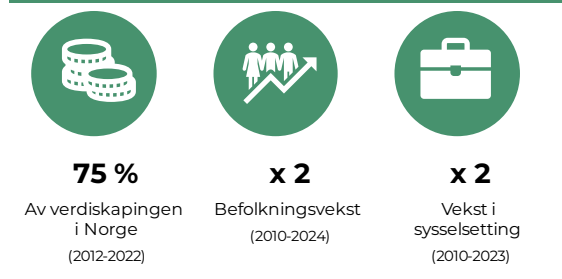 75 %
Av verdiskapingen
i Norge
(2012-2022)
x 2
Befolkningsvekst
(2010-2024)
x 2
Vekst i
sysselsetting
(2010-2023)